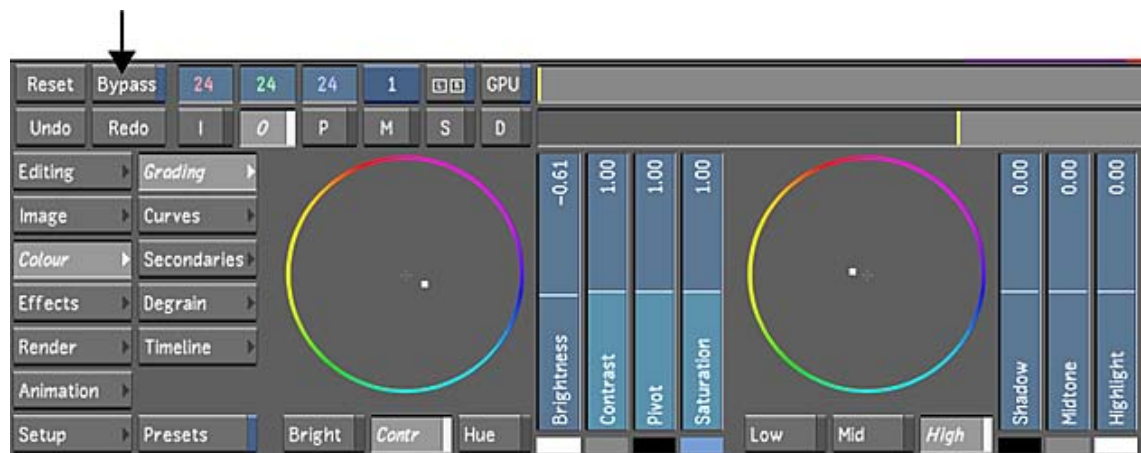 Reset Bypass 24 24 24 1 GPU
Undo Redo I O P M S D
Editing Grading
Image Curves
Colour Secondaries
Effects Degrain
Render Timeline
Animation
Setup Presets
Bright Contr Hue
-0.61 1.00 1.00 1.00
Brightness Contrast Pivot Saturation
Low Mid High
0.00 0.00 0.00
Shadow Midtone Highlight